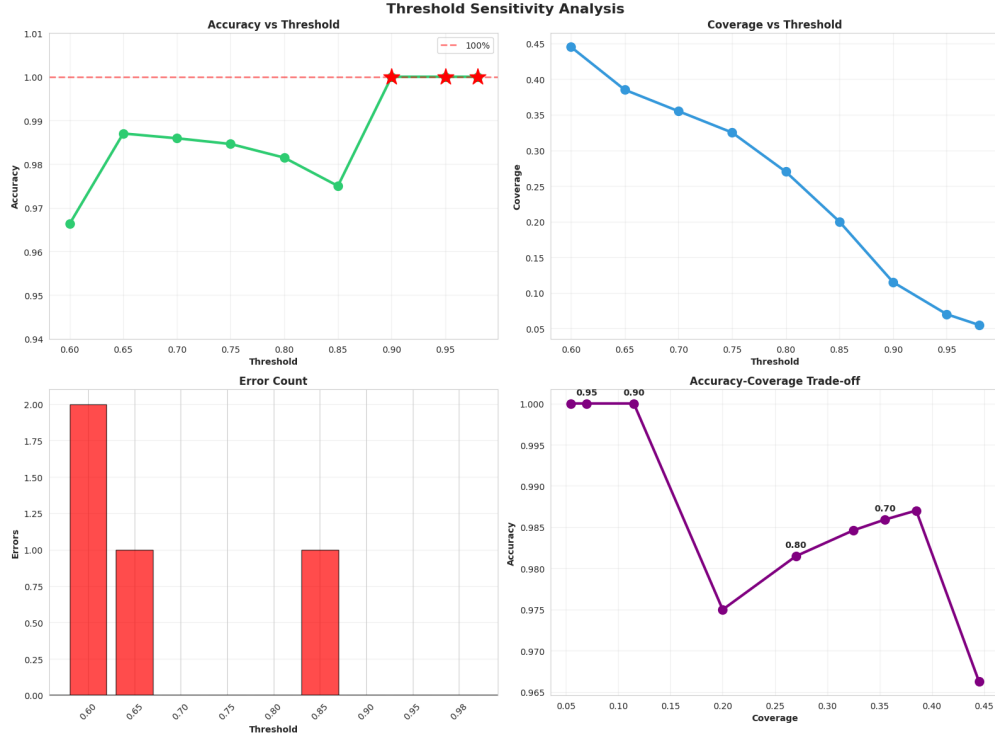 Threshold Sensitivity Analysis
Accuracy vs Threshold
1.01
1.00
0.99
0.98
0.97
0.96
0.95
0.94
Accuracy
100%
0.60 0.65 0.70 0.75 0.80 0.85 0.90 0.95
Threshold
Coverage vs Threshold
0.45
0.40
0.35
0.30
0.25
0.20
0.15
0.10
0.05
Coverage
0.60 0.65 0.70 0.75 0.80 0.85 0.90 0.95
Threshold
Error Count
2.00
1.75
1.50
1.25
1.00
0.75
0.50
0.25
0.00
Errors
0.60 0.65 0.70 0.75 0.80 0.85 0.90 0.95 0.98
Threshold
Accuracy-Coverage Trade-off
1.000
0.995
0.990
0.985
0.980
0.975
0.970
0.965
Accuracy
0.95 0.90
0.70
0.80
0.05 0.10 0.15 0.20 0.25 0.30 0.35 0.40 0.45
Coverage